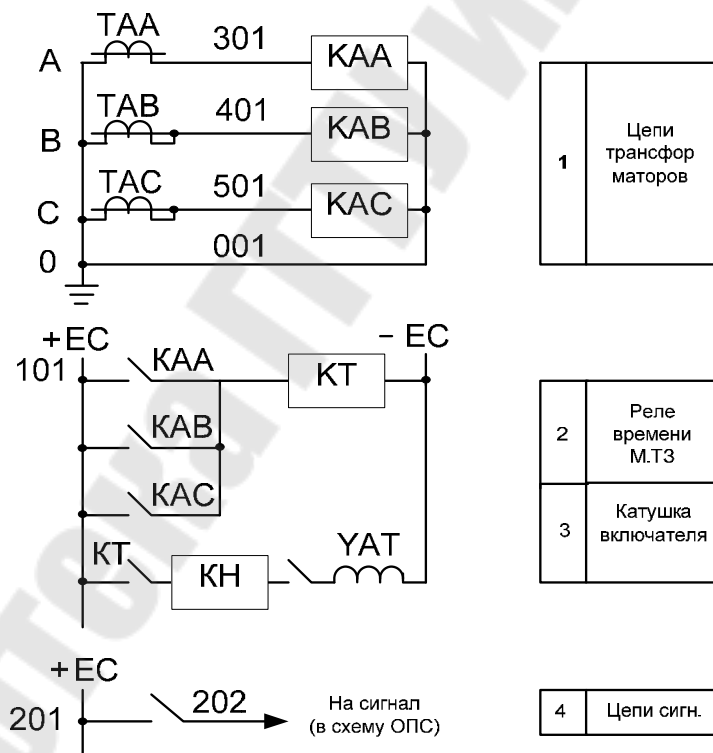 TAA 301 KAA
A
TAB 401 KAB
B
TAC 501 KAC
C
0 001
1 Цепи
трансфор
маторов
+EC − EC
101 KAA KT
KAB
KAC
KT KH YAT
2 Реле
времени
М.ТЗ
3 Катушка
включателя
+EC
201 202 На сигнал
(в схему ОПС)
4 Цепи сигн.